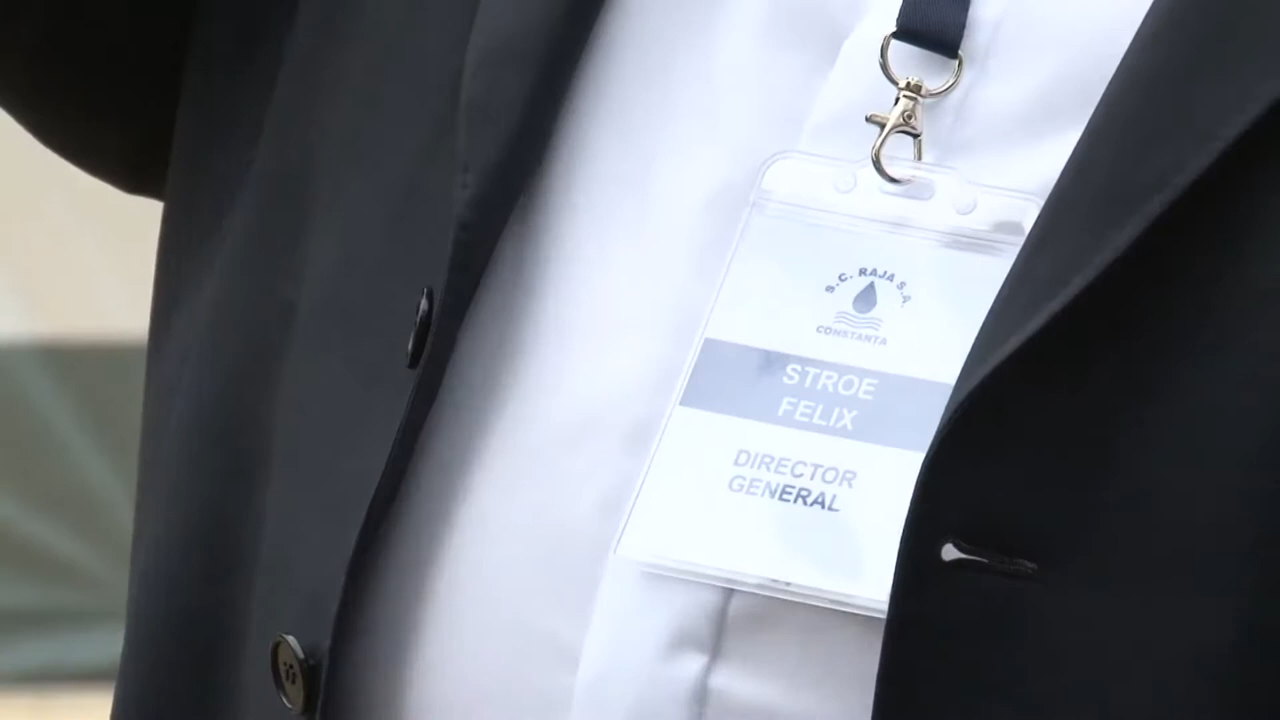 S.C. RAJA S.A.
CONSTANTA
STROE
FELIX
DIRECTOR
GENERAL